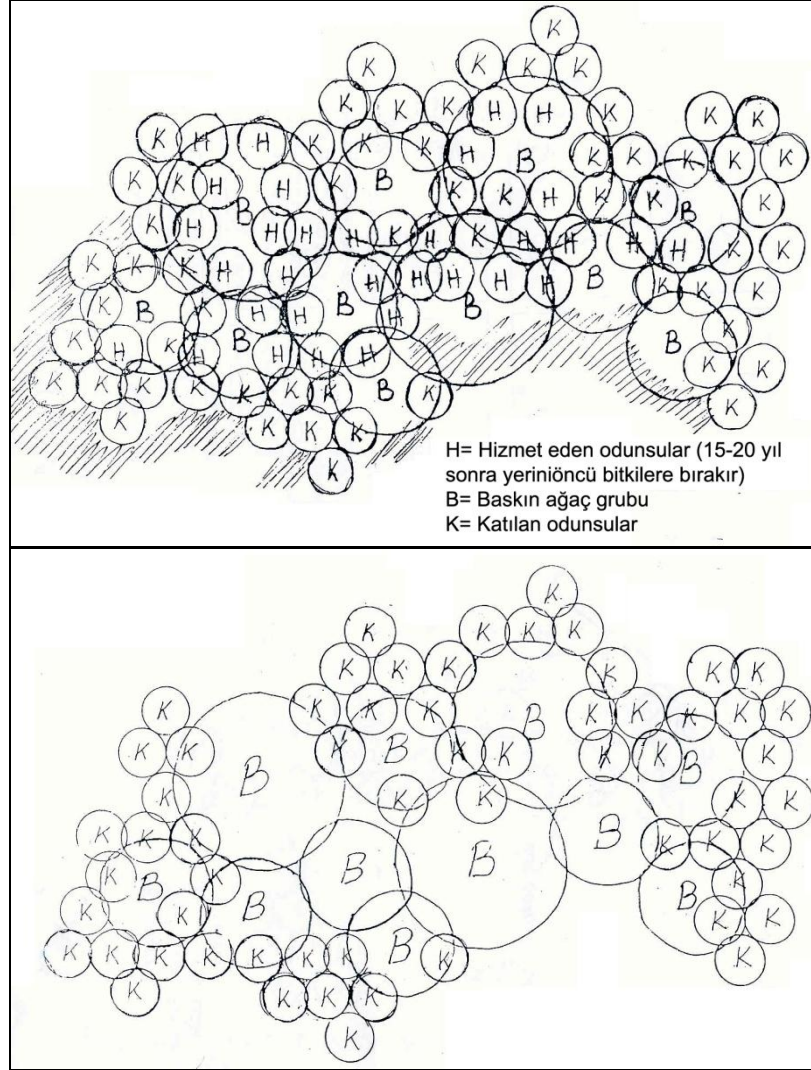 K
K K K K
K K K H H K K K
K H H K K K H B K K K K K
K K H H K B K K H K K B K
K H B H H H K H K H H H H K K
K K K H H H H H H H B K K K
K B K H H B H B K
K H K H B H H H B K K
K K K K K K K B K K
K K K K
K
H= Hizmet eden odunsular (15-20 yıl
sonra yeriniöncü bitkilere bırakır)
B= Baskın ağaç grubu
K= Katılan odunsular
K
K K K K
K K K K K K
K K K K B K K K K K
K K K B K K K K B K
K B K K K K
K K K B B K K K
K B K B K
K K B K B K K
K K K K K K K K B K K
K K K K
K